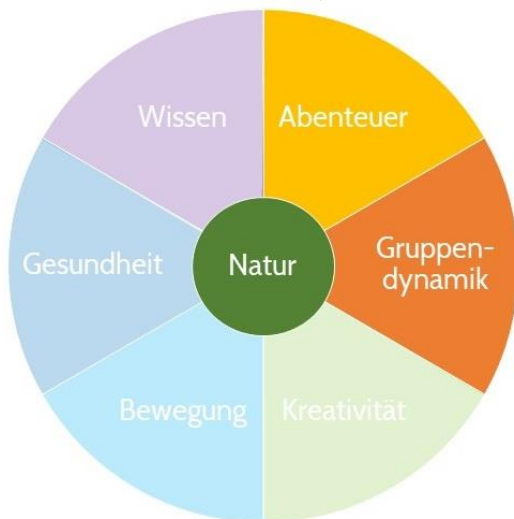 Wissen
Abenteuer
Gesundheit
Natur
Gruppen-
dynamik
Bewegung
Kreativität